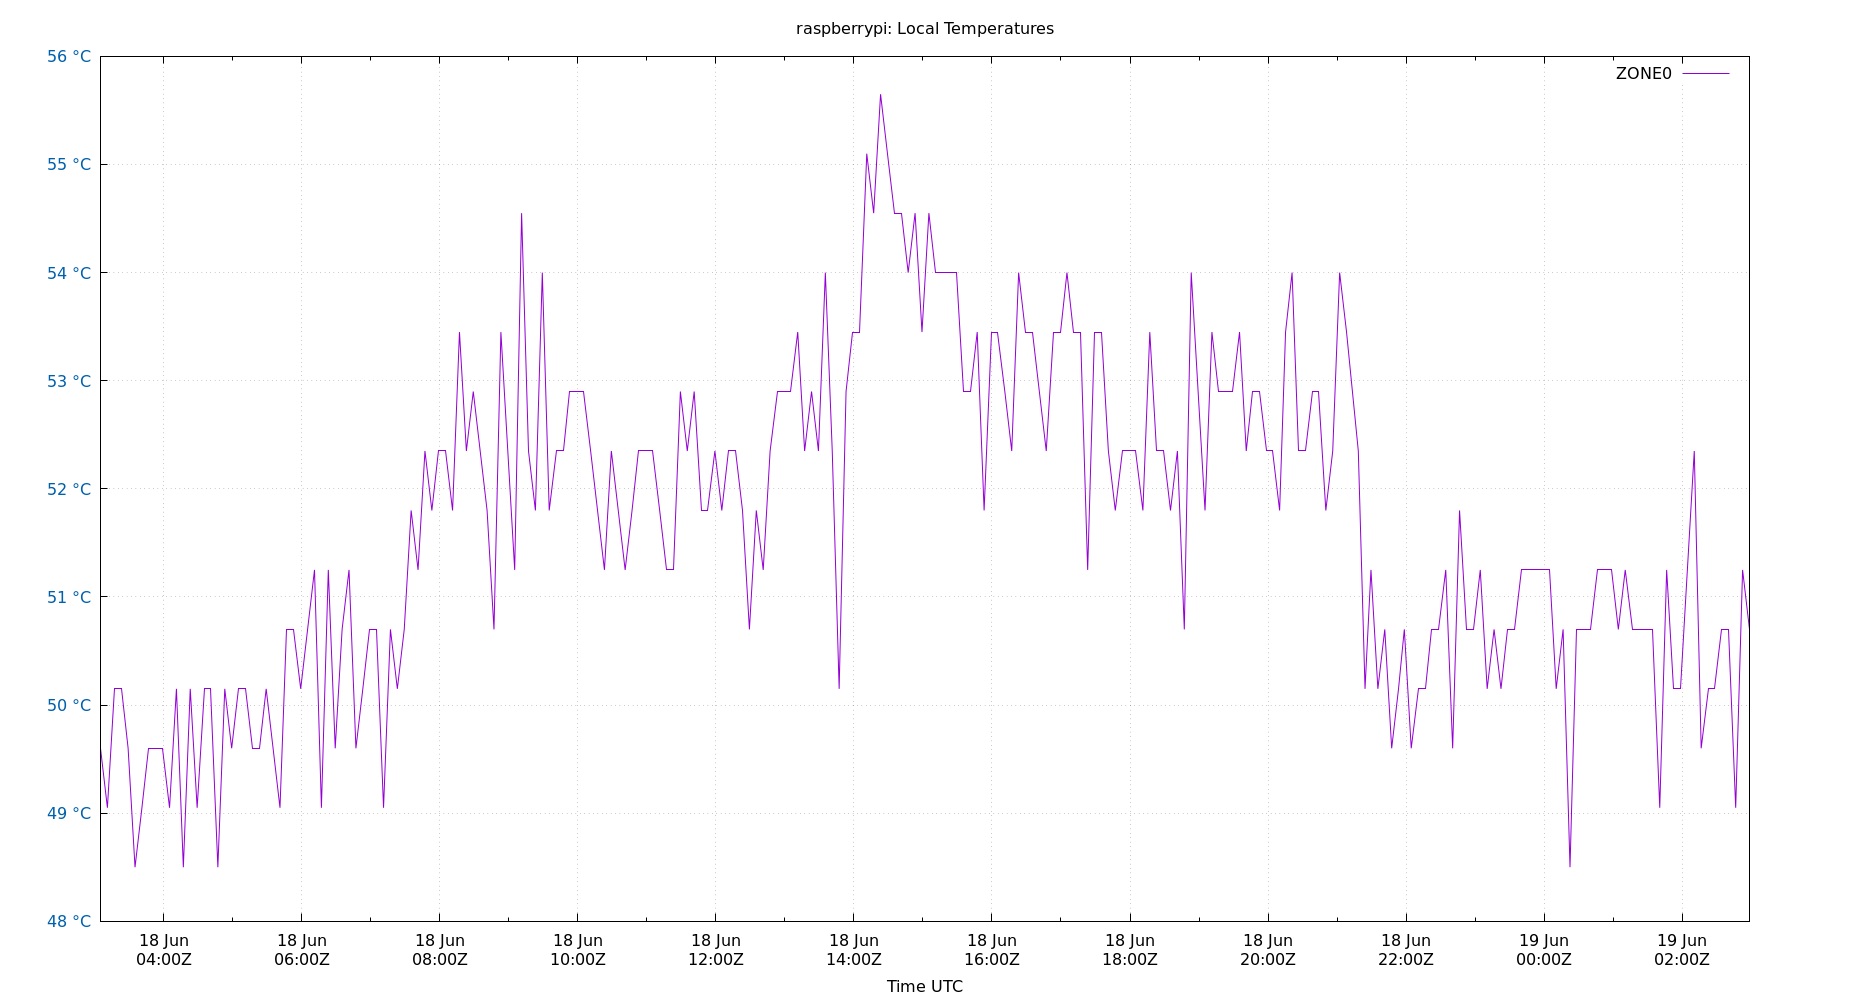 raspberrypi: Local Temperatures
56 °C
ZONE0
55 °C
54 °C
53 °C
52 °C
51 °C
50 °C
49 °C
48 °C
18 Jun 18 Jun 18 Jun 18 Jun 18 Jun 18 Jun 18 Jun 18 Jun 18 Jun 18 Jun 19 Jun 19 Jun
04:00Z 06:00Z 08:00Z 10:00Z 12:00Z 14:00Z 16:00Z 18:00Z 20:00Z 22:00Z 00:00Z 02:00Z
Time UTC